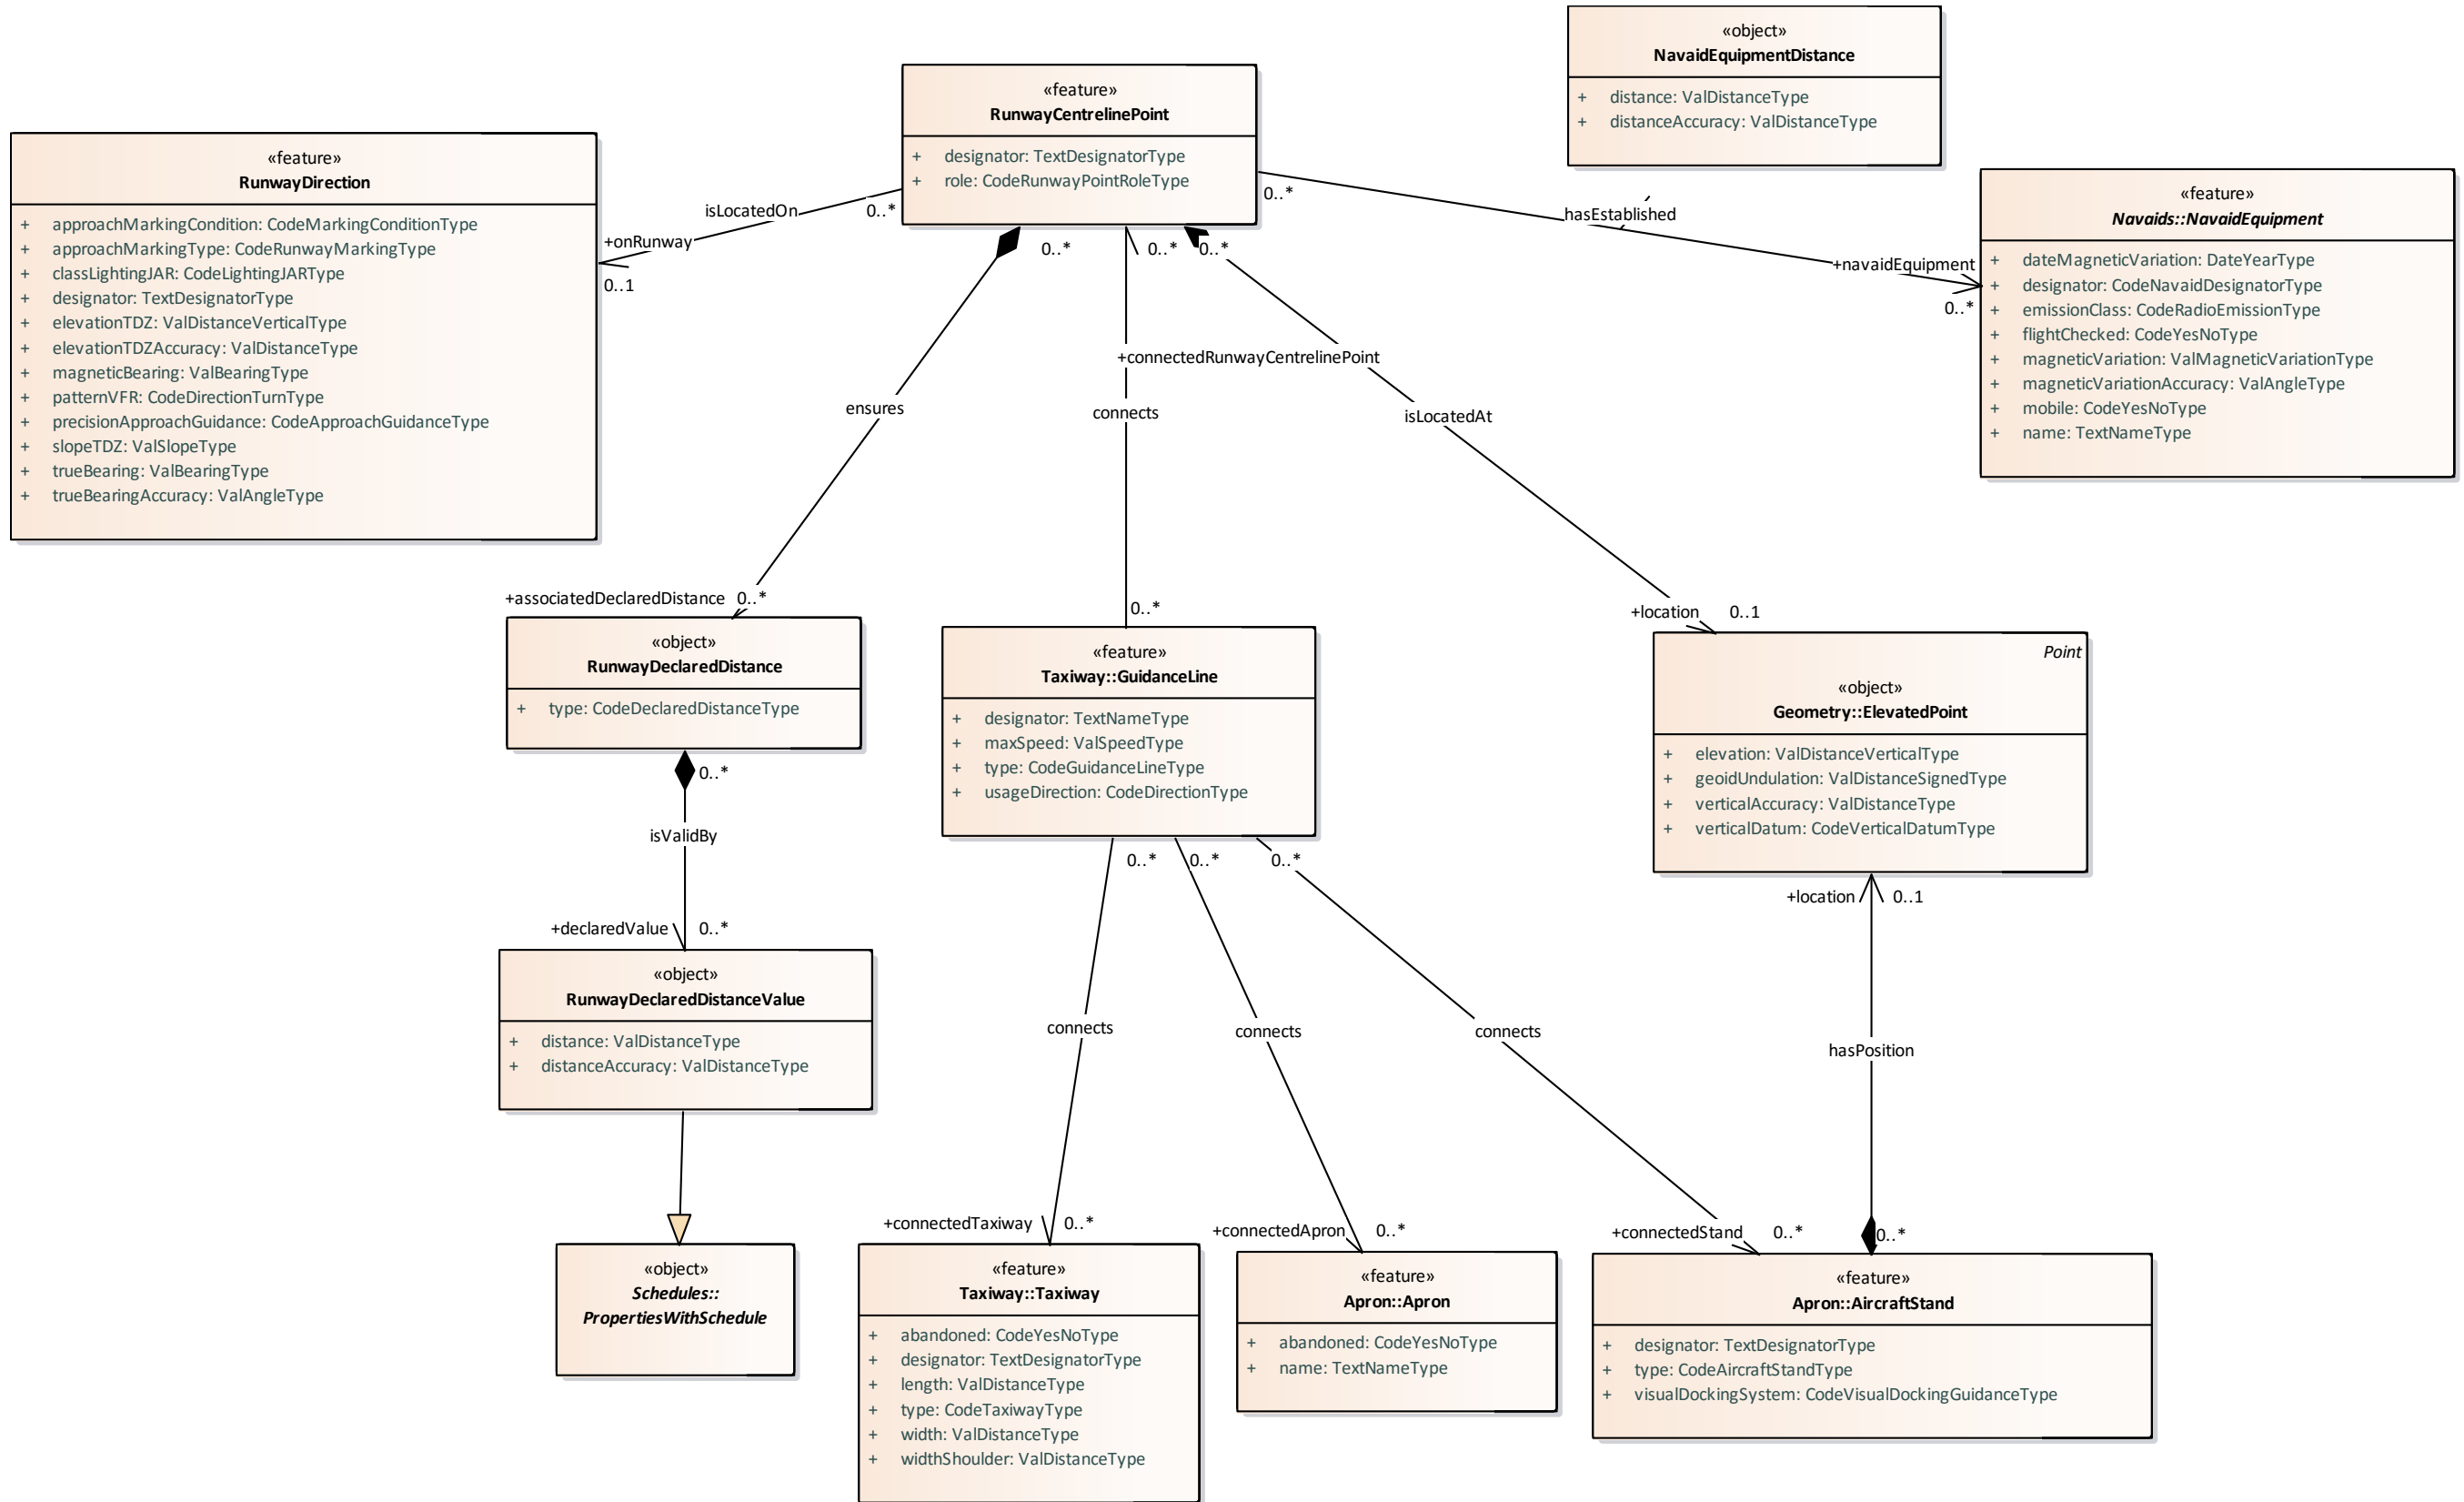 «object»
NavaidEquipmentDistance
+ distance: ValDistanceType
+ distanceAccuracy: ValDistanceType
«feature»
RunwayCentrelinePoint
+ designator: TextDesignatorType
+ role: CodeRunwayPointRoleType
«feature»
RunwayDirection
+ approachMarkingCondition: CodeMarkingConditionType
+ approachMarkingType: CodeRunwayMarkingType
+ classLightingJAR: CodeLightingJARType
+ designator: TextDesignatorType
+ elevationTDZ: ValDistanceVerticalType
+ elevationTDZAccuracy: ValDistanceType
+ magneticBearing: ValBearingType
+ patternVFR: CodeDirectionTurnType
+ precisionApproachGuidance: CodeApproachGuidanceType
+ slopeTDZ: ValSlopeType
+ trueBearing: ValBearingType
+ trueBearingAccuracy: ValAngleType
«feature»
Navaids::NavaidEquipment
+ dateMagneticVariation: DateYearType
+ designator: CodeNavaidDesignatorType
+ emissionClass: CodeRadioEmissionType
+ flightChecked: CodeYesNoType
+ magneticVariation: ValMagneticVariationType
+ magneticVariationAccuracy: ValAngleType
+ mobile: CodeYesNoType
+ name: TextNameType
isLocatedOn
0..*
+onRunway
0..1
0..*
hasEstablished
+navaidEquipment
0..*
0..*
0..*
0..*
+connectedRunwayCentrelinePoint
ensures
connects
isLocatedAt
+associatedDeclaredDistance 0..*
0..*
+location 0..1
«object»
RunwayDeclaredDistance
+ type: CodeDeclaredDistanceType
«feature»
Taxiway::GuidanceLine
+ designator: TextNameType
+ maxSpeed: ValSpeedType
+ type: CodeGuidanceLineType
+ usageDirection: CodeDirectionType
Point
«object»
Geometry::ElevatedPoint
+ elevation: ValDistanceVerticalType
+ geoidUndulation: ValDistanceSignedType
+ verticalAccuracy: ValDistanceType
+ verticalDatum: CodeVerticalDatumType
0..*
isValidBy
+declaredValue 0..*
0..*
0..*
0..*
+location 0..1
«object»
RunwayDeclaredDistanceValue
+ distance: ValDistanceType
+ distanceAccuracy: ValDistanceType
connects
connects
connects
hasPosition
+connectedTaxiway 0..*
+connectedApron 0..*
+connectedStand 0..*
0..*
«object»
Schedules::
PropertiesWithSchedule
«feature»
Taxiway::Taxiway
+ abandoned: CodeYesNoType
+ designator: TextDesignatorType
+ length: ValDistanceType
+ type: CodeTaxiwayType
+ width: ValDistanceType
+ widthShoulder: ValDistanceType
«feature»
Apron::Apron
+ abandoned: CodeYesNoType
+ name: TextNameType
«feature»
Apron::AircraftStand
+ designator: TextDesignatorType
+ type: CodeAircraftStandType
+ visualDockingSystem: CodeVisualDockingGuidanceType